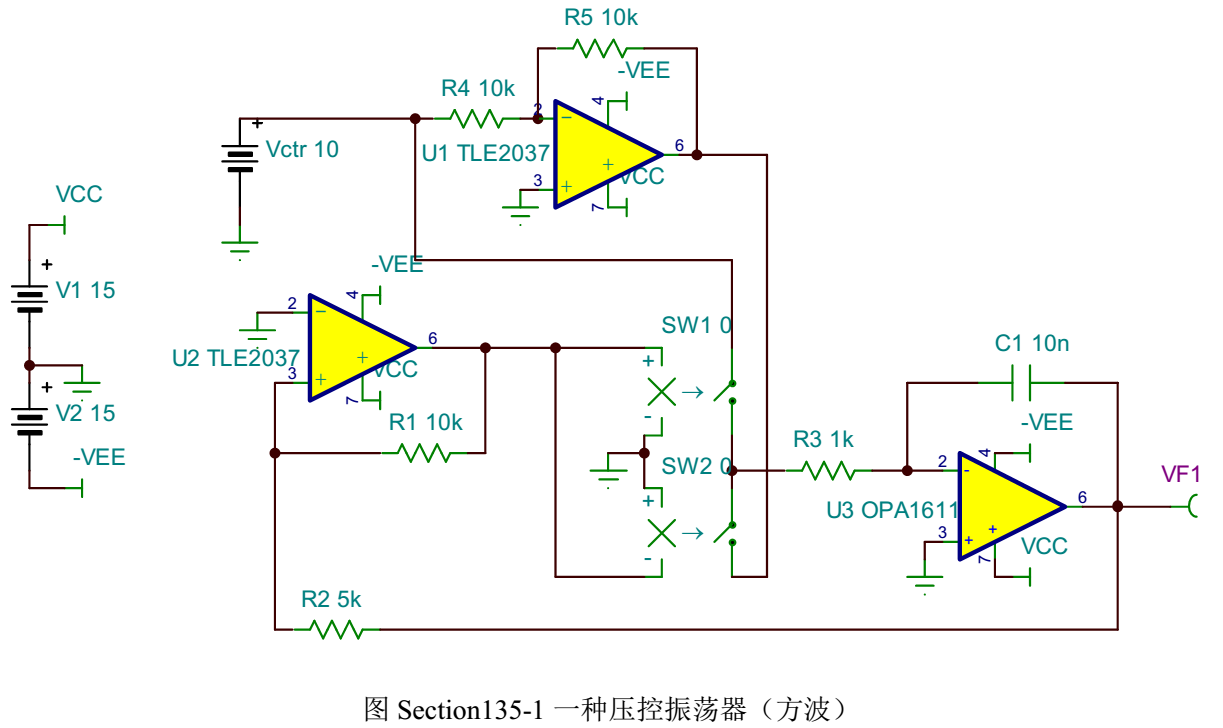 R5 10k
-VEE
R4 10k
2
4
Vctr 10
U1 TLE2037
6
3
VCC
7
VCC
-VEE
V1 15
2
4
SW1 0
U2 TLE2037
6
C1 10n
3
VCC
7
V2 15
R1 10k
-VEE
-VEE
R3 1k
SW2 0
2
4
VF1
U3 OPA1611
6
3
VCC
7
R2 5k
图 Section135-1 一种压控振荡器（方波）